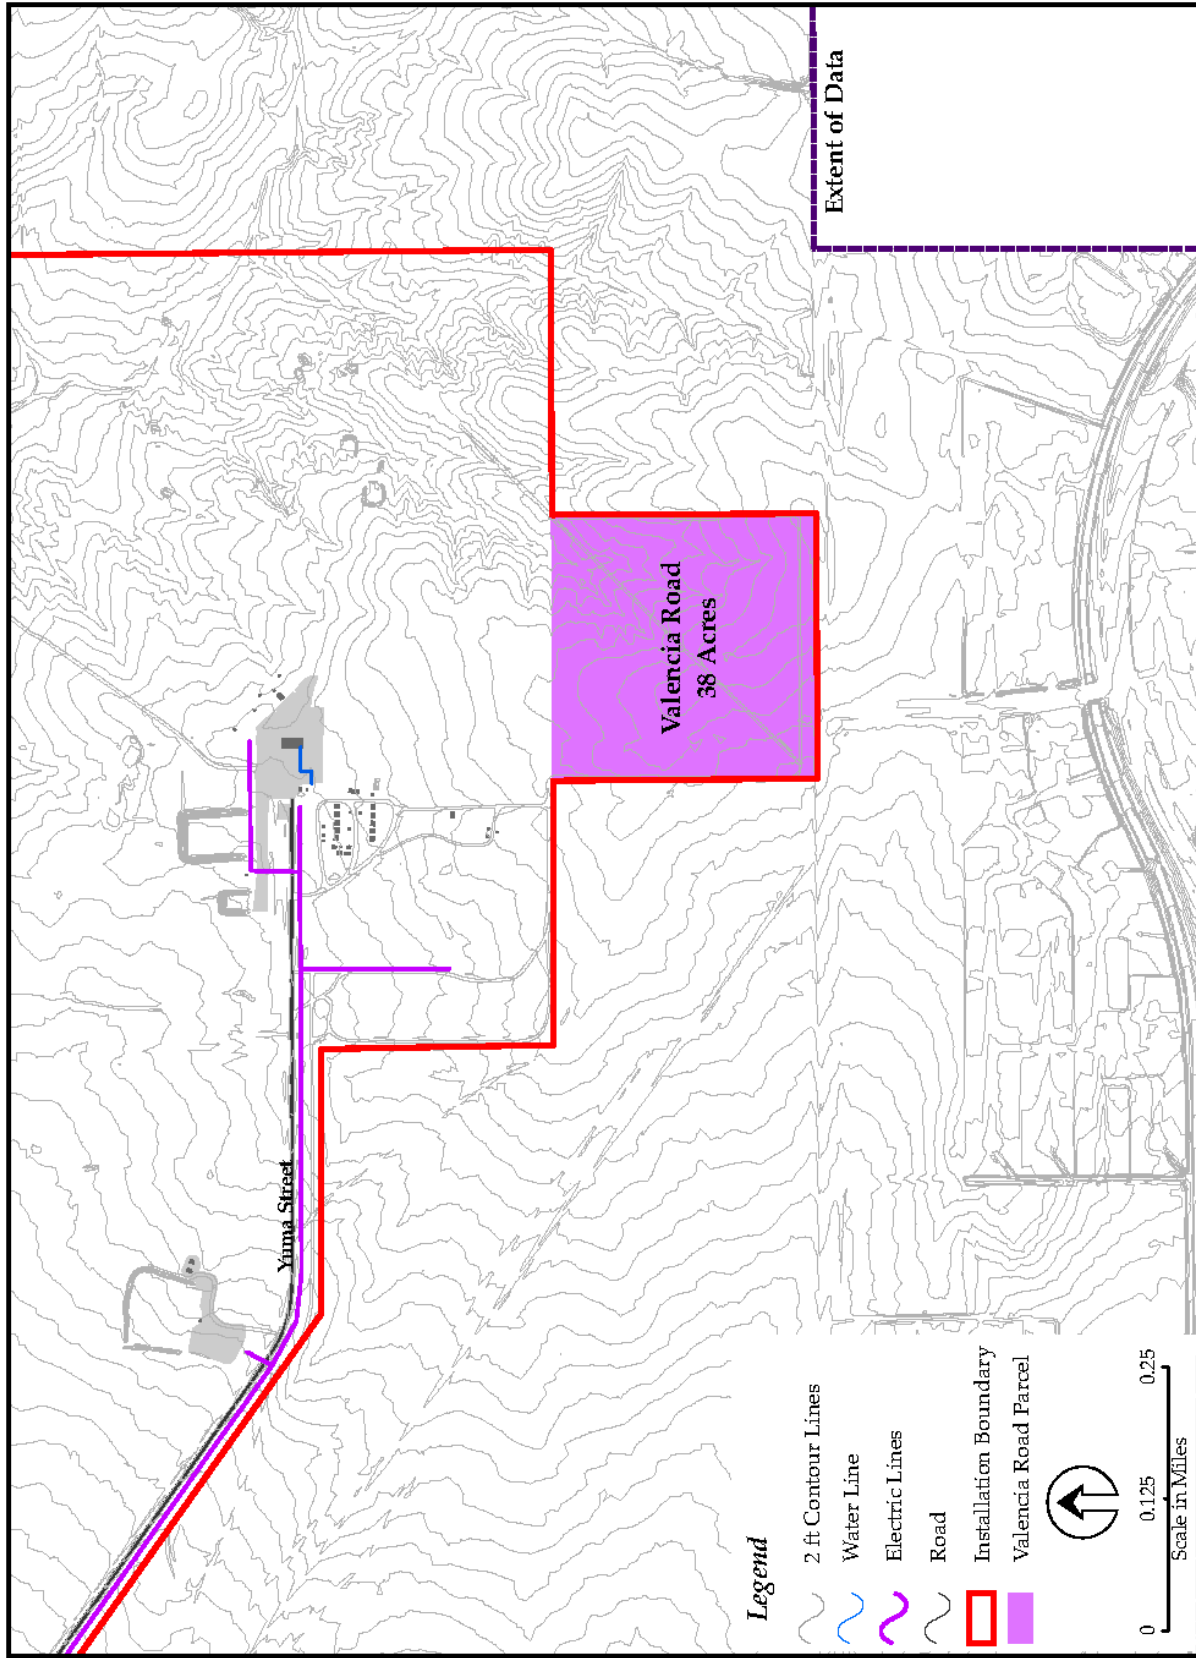 Yuma Street
Valencia Road
38 Acres
Extent of Data
Legend
2 ft Contour Lines
Water Line
Electric Lines
Road
Installation Boundary
Valencia Road Parcel
0
0.125
0.25
Scale in Miles